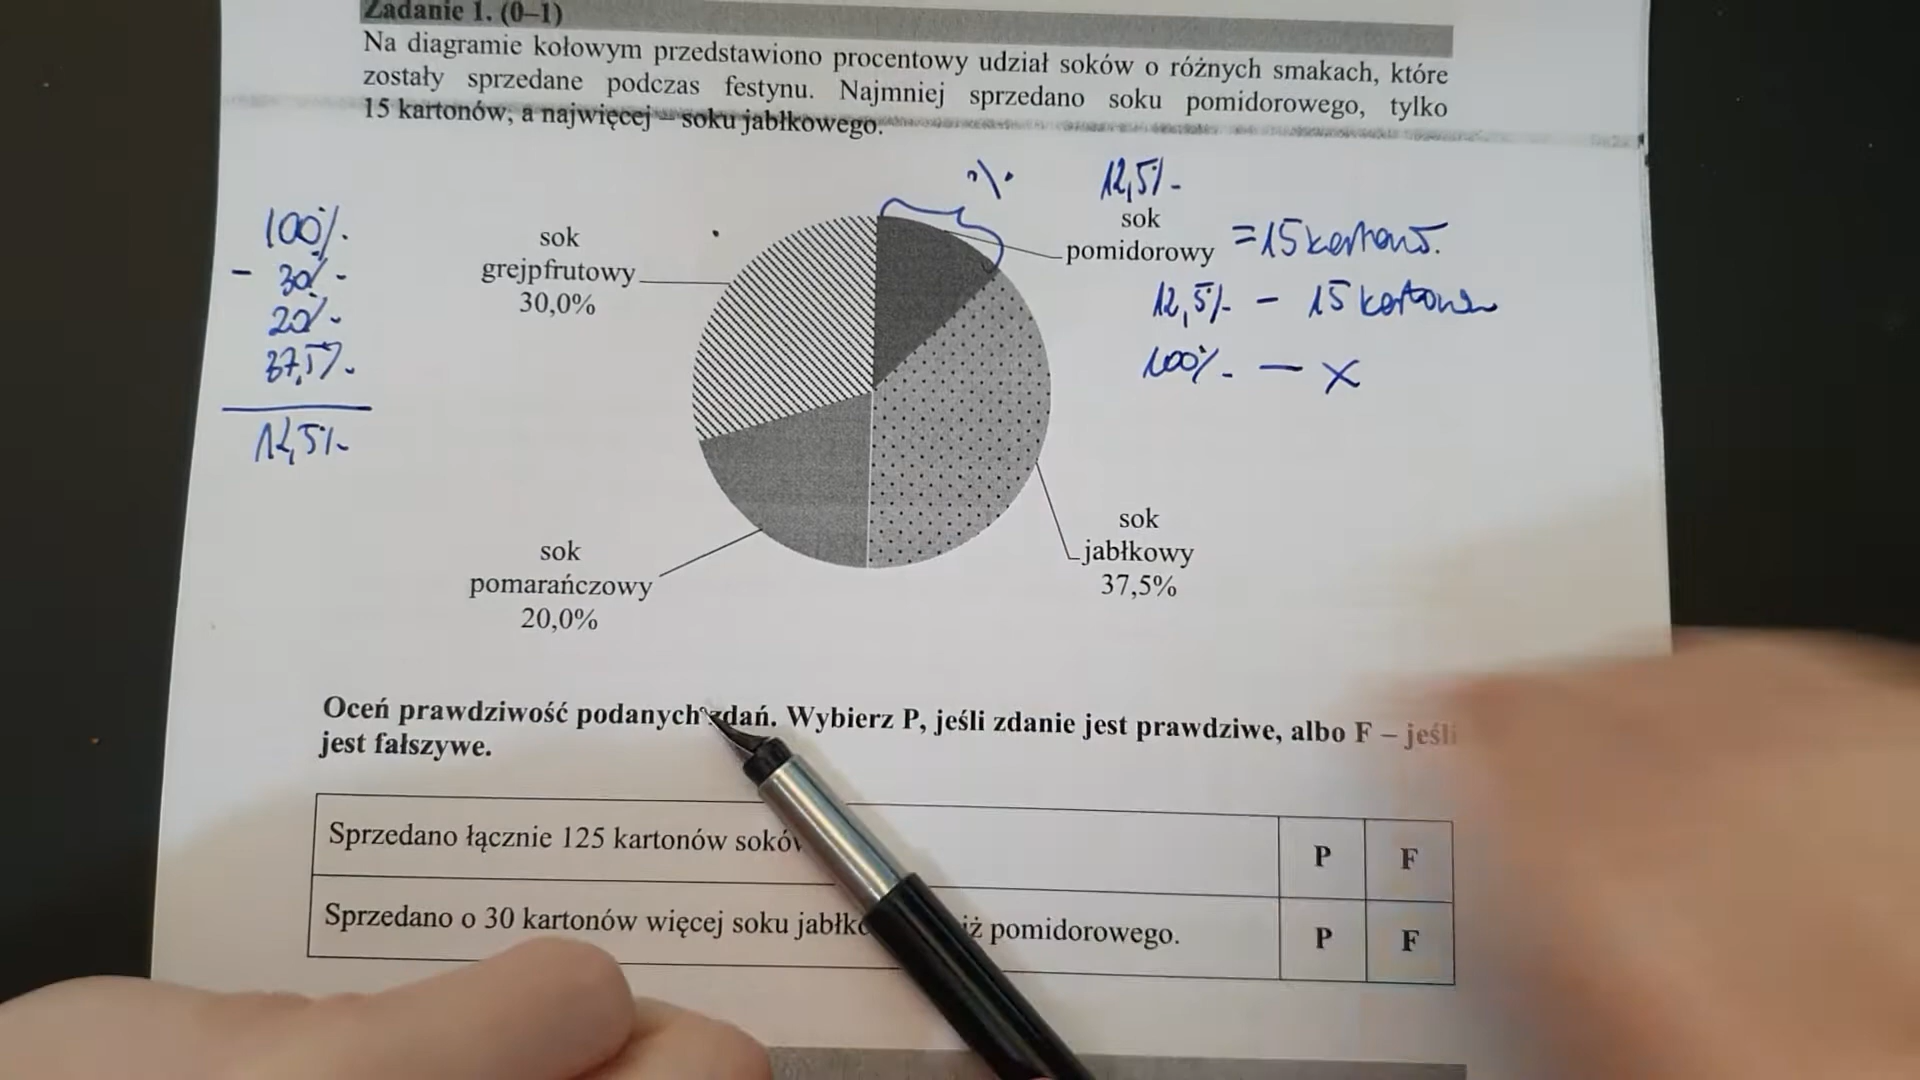 Zadanie 1. (0–1)
Na diagramie kołowym przedstawiono procentowy udział soków o różnych smakach, które
zostały sprzedane podczas festynu. Najmniej sprzedano soku pomidorowego, tylko
15 kartonów, a najwięcej – soku jabłkowego.
100%
- 30%
20%
37,5%
12,5%
sok
grejpfrutowy
30,0%
%
12,5%
sok
pomidorowy
= 15 kartonów.
12,5% – 15 kartonów
100% – x
sok
jabłkowy
37,5%
sok
pomarańczowy
20,0%
Oceń prawdziwość podanych zdań. Wybierz P, jeśli zdanie jest prawdziwe, albo F – jeśli
jest fałszywe.
Sprzedano łącznie 125 kartonów soków P F
Sprzedano o 30 kartonów więcej soku pomidorowego. P F